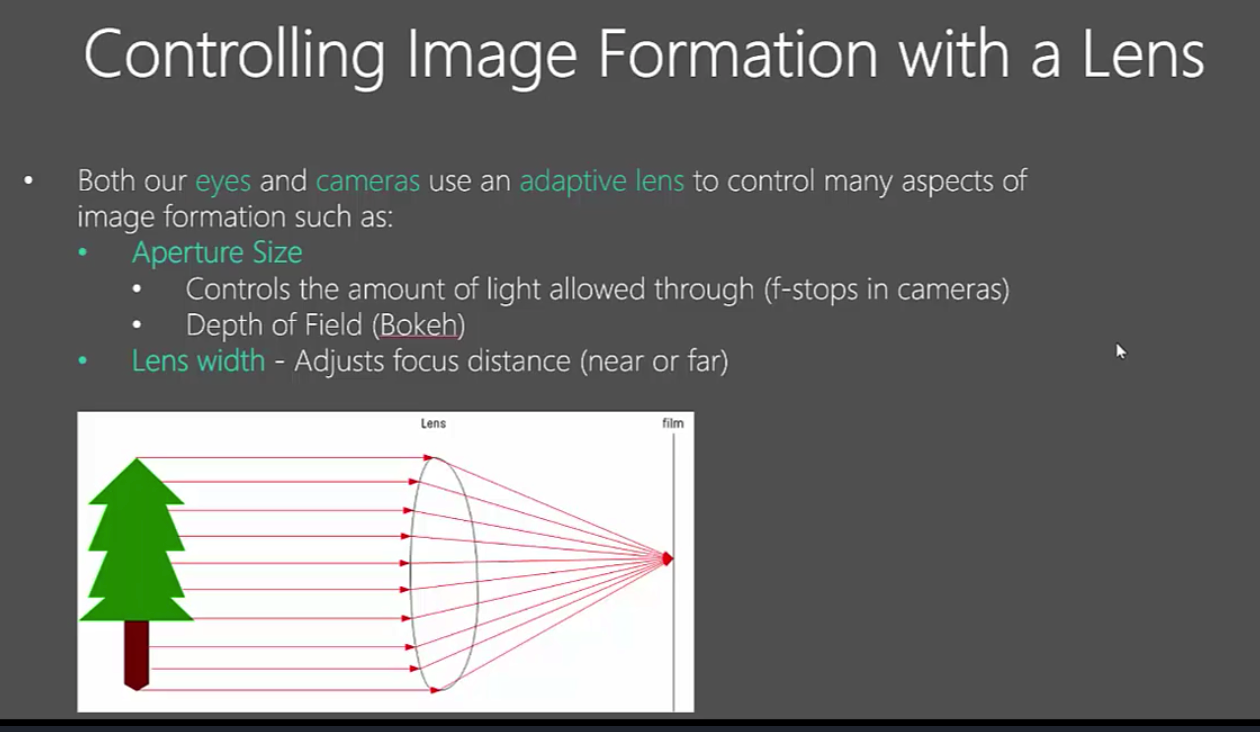 Controlling Image Formation with a Lens
• Both our eyes and cameras use an adaptive lens to control many aspects of
image formation such as:
• Aperture Size
• Controls the amount of light allowed through (f-stops in cameras)
• Depth of Field (Bokeh)
• Lens width - Adjusts focus distance (near or far)
Lens film